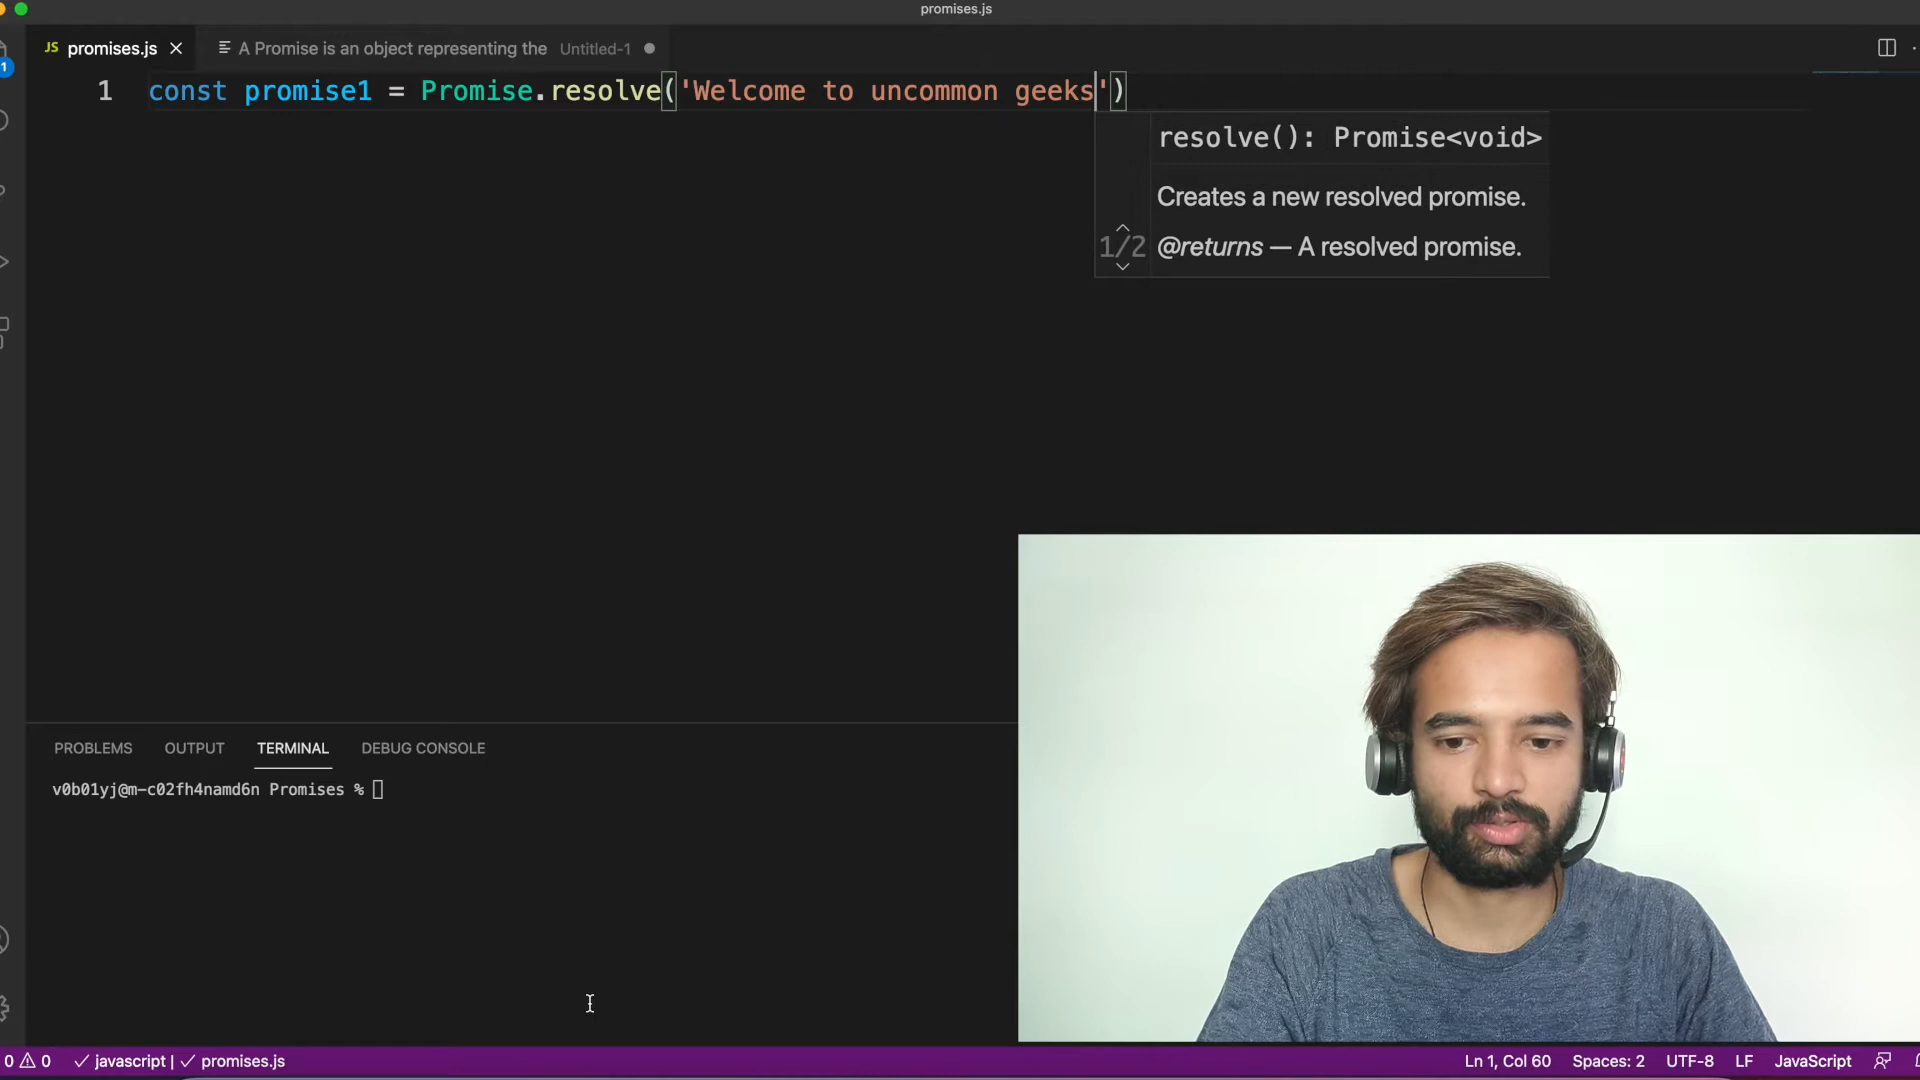 promises.js
JS promises.js × A Promise is an object representing the Untitled-1
1 const promise1 = Promise.resolve('Welcome to uncommon geeks')
resolve(): Promise<void>
Creates a new resolved promise.
1/2 @returns — A resolved promise.
1
PROBLEMS OUTPUT TERMINAL DEBUG CONSOLE
v0b01yj@m-c02fh4namd6n Promises %
0 0 javascript | promises.js Ln 1, Col 60 Spaces: 2 UTF-8 LF JavaScript